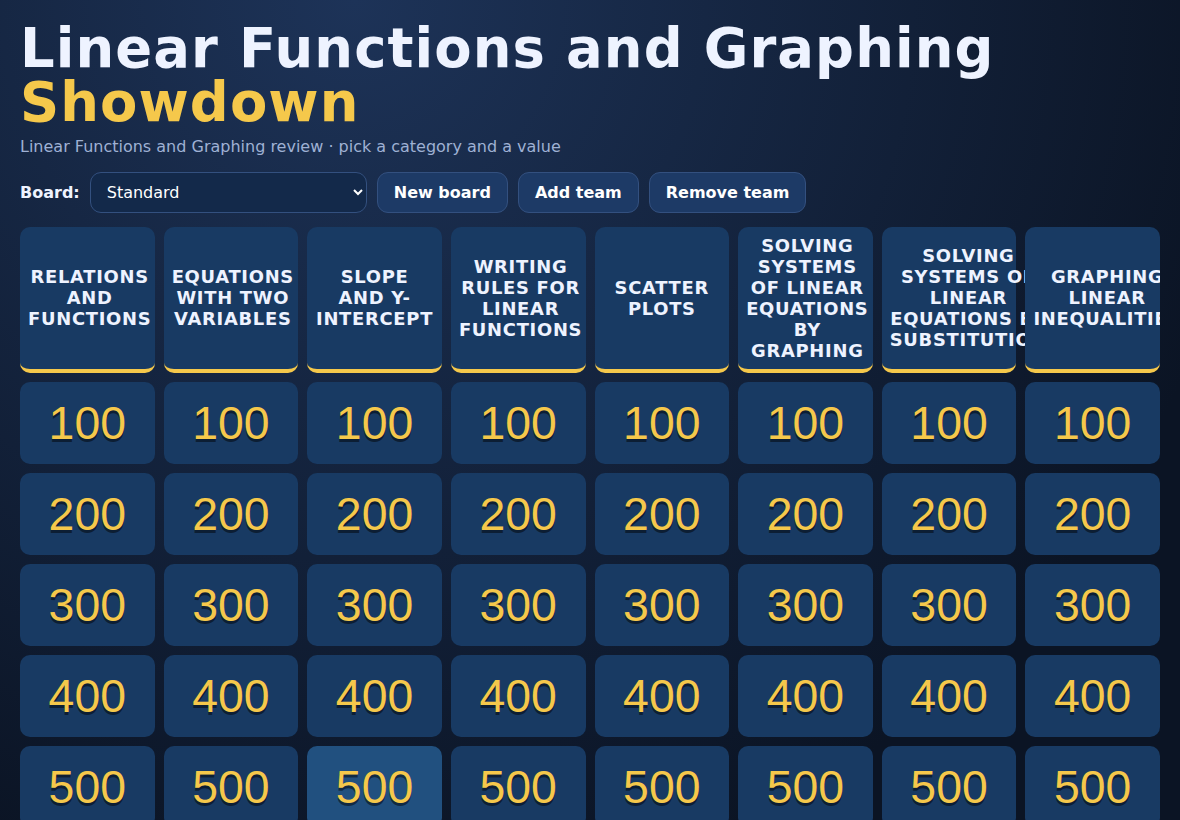 Linear Functions and Graphing
Showdown
Linear Functions and Graphing review · pick a category and a value
Board: Standard New board Add team Remove team
RELATIONS
AND
FUNCTIONS
EQUATIONS
WITH TWO
VARIABLES
SLOPE
AND Y-
INTERCEPT
WRITING
RULES FOR
LINEAR
FUNCTIONS
SCATTER
PLOTS
SOLVING
SYSTEMS
OF LINEAR
EQUATIONS
BY
GRAPHING
SOLVING
SYSTEMS
LINEAR
EQUATIONS
GRAPHING
LINEAR
100 100 100 100 100 100 100 100
200 200 200 200 200 200 200 200
300 300 300 300 300 300 300 300
400 400 400 400 400 400 400 400
500 500 500 500 500 500 500 500